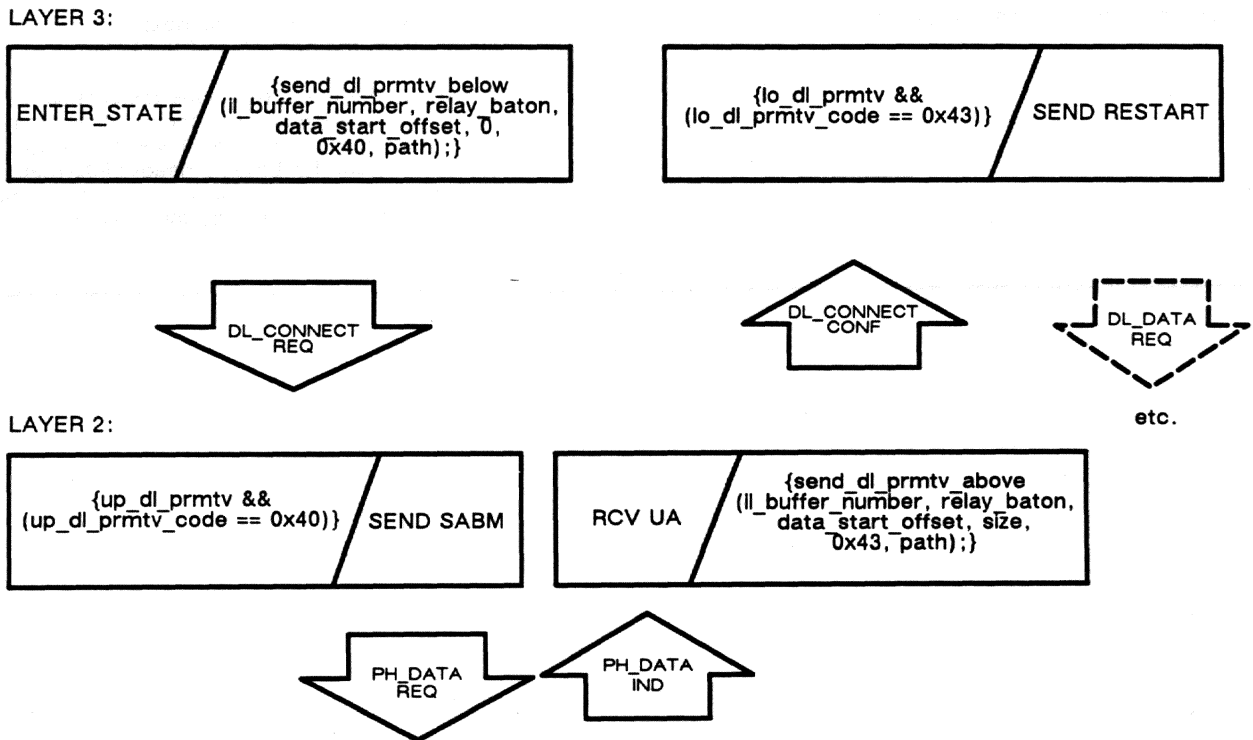 LAYER 3:
ENTER_STATE
{send_dl_prmtv_below
(il_buffer_number, relay_baton,
data_start_offset, 0,
0x40, path);}
{lo_dl_prmtv &&
(lo_dl_prmtv_code == 0x43)}
SEND RESTART
DL_CONNECT
REQ
DL_CONNECT
CONF
DL_DATA
REQ
etc.
LAYER 2:
{up_dl_prmtv &&
(up_dl_prmtv_code == 0x40)}
SEND SABM
RCV UA
{send_dl_prmtv_above
(il_buffer_number, relay_baton,
data_start_offset, size,
0x43, path);}
PH_DATA
REQ
PH_DATA
IND